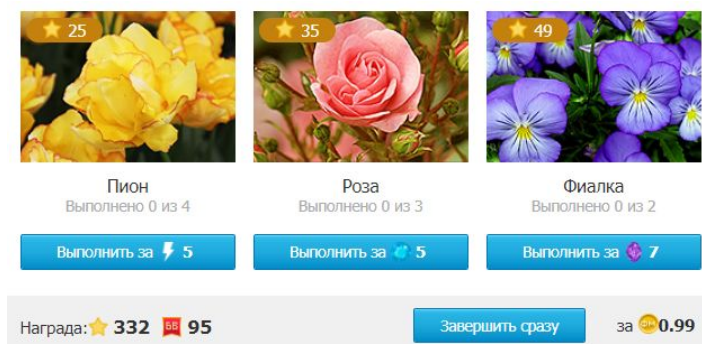 25 35 49
Пион Роза Фиалка
Выполнено 0 из 4 Выполнено 0 из 3 Выполнено 0 из 2
Выполнить за 5 Выполнить за 5 Выполнить за 7
Награда: 332 ББ 95 Завершить сразу за 0.99